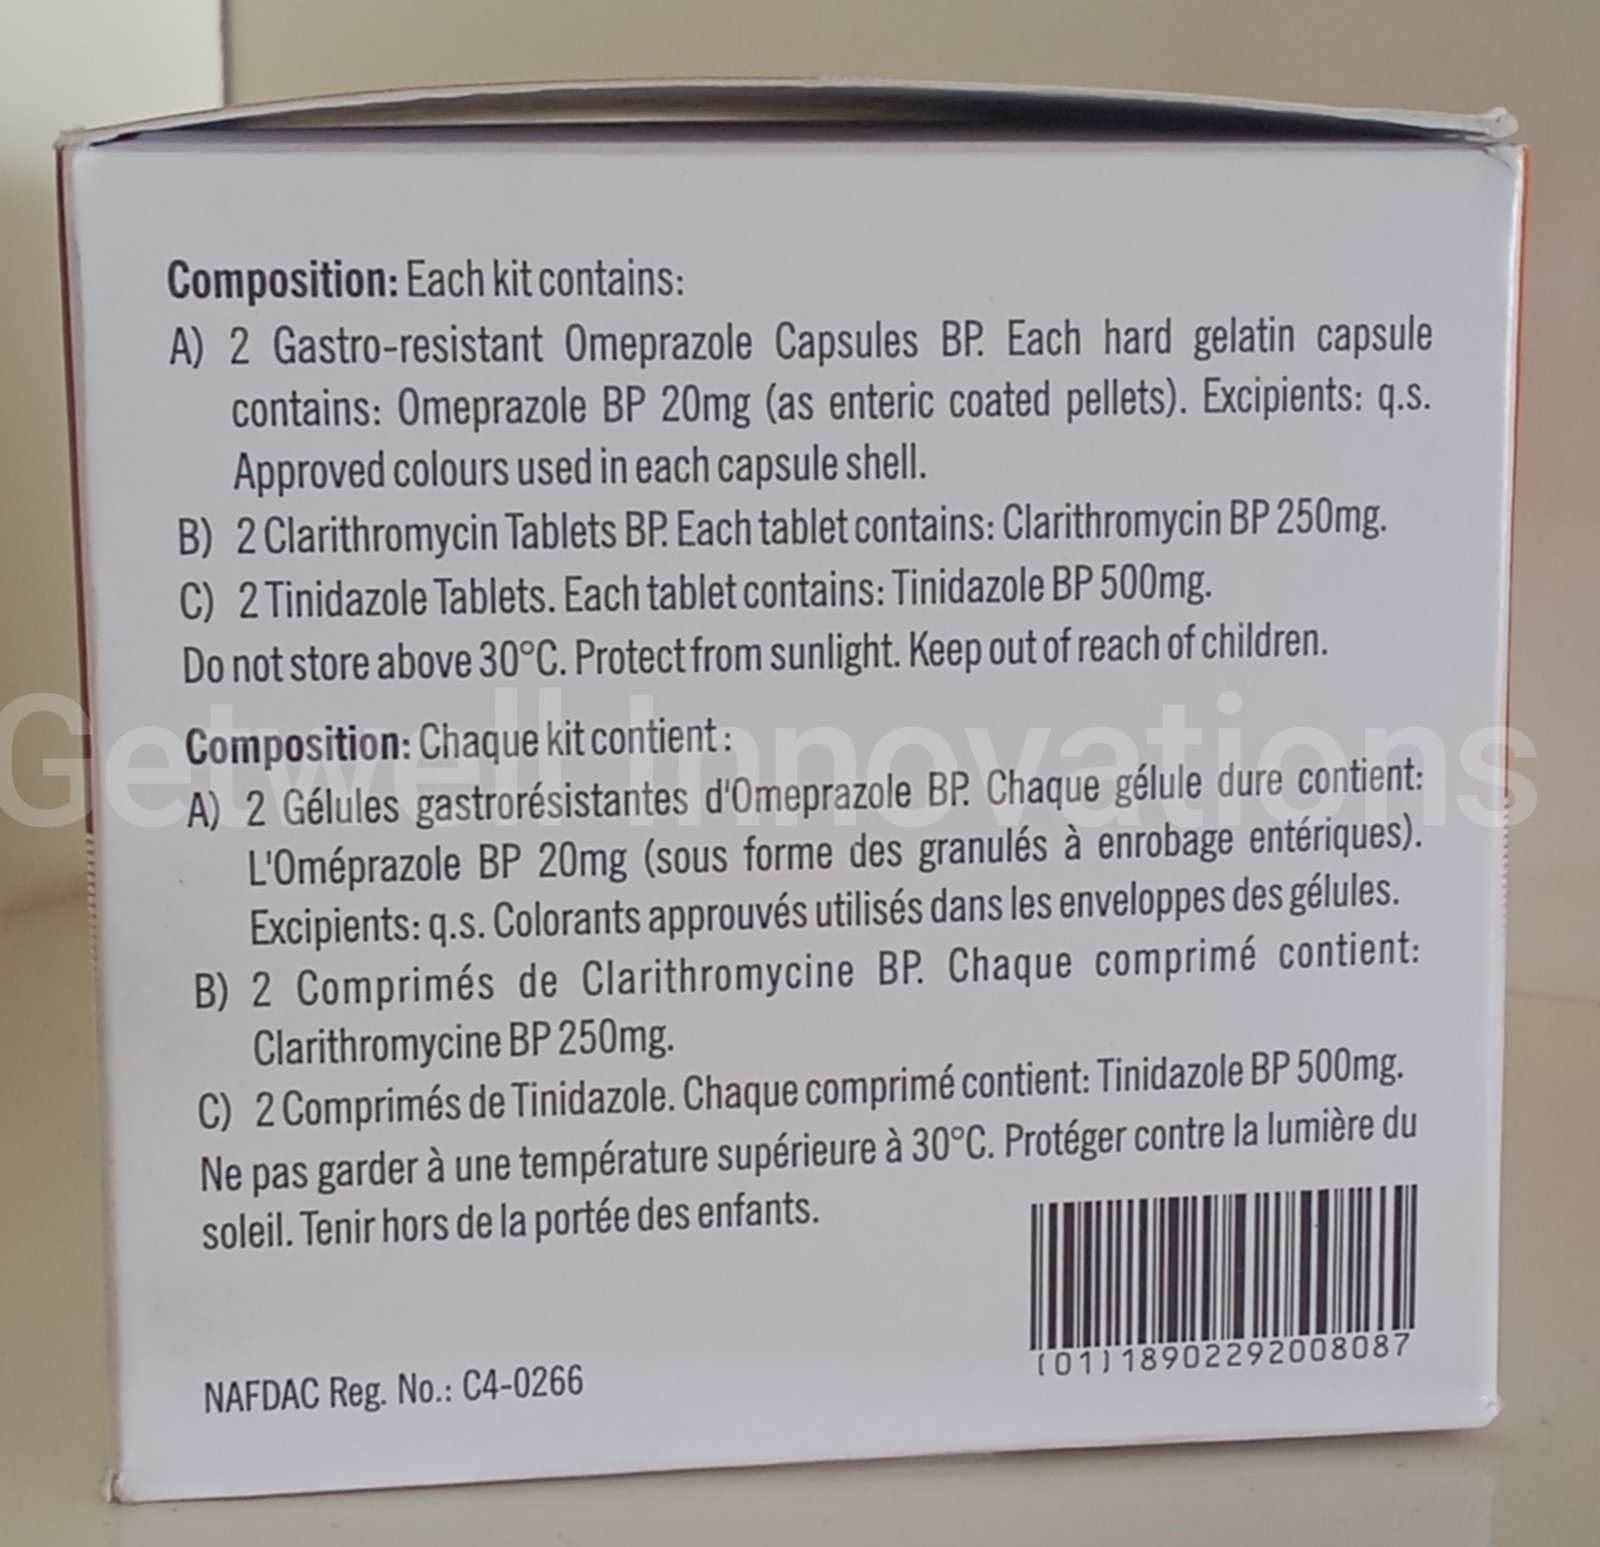 Composition: Each kit contains:
A) 2 Gastro-resistant Omeprazole Capsules BP. Each hard gelatin capsule
contains: Omeprazole BP 20mg (as enteric coated pellets). Excipients: q.s.
Approved colours used in each capsule shell.
B) 2 Clarithromycin Tablets BP. Each tablet contains: Clarithromycin BP 250mg.
C) 2 Tinidazole Tablets. Each tablet contains: Tinidazole BP 500mg.
Do not store above 30°C. Protect from sunlight. Keep out of reach of children.
Getwell Innovations
Composition: Chaque kit contient :
A) 2 Gélules gastrorésistantes d'Omeprazole BP. Chaque gélule dure contient:
L'Oméprazole BP 20mg (sous forme des granulés à enrobage entériques).
Excipients: q.s. Colorants approuvés utilisés dans les enveloppes des gélules.
B) 2 Comprimés de Clarithromycine BP. Chaque comprimé contient:
Clarithromycine BP 250mg.
C) 2 Comprimés de Tinidazole. Chaque comprimé contient: Tinidazole BP 500mg.
Ne pas garder à une température supérieure à 30°C. Protéger contre la lumière du
soleil. Tenir hors de la portée des enfants.
(01)18902292008087
NAFDAC Reg. No.: C4-0266